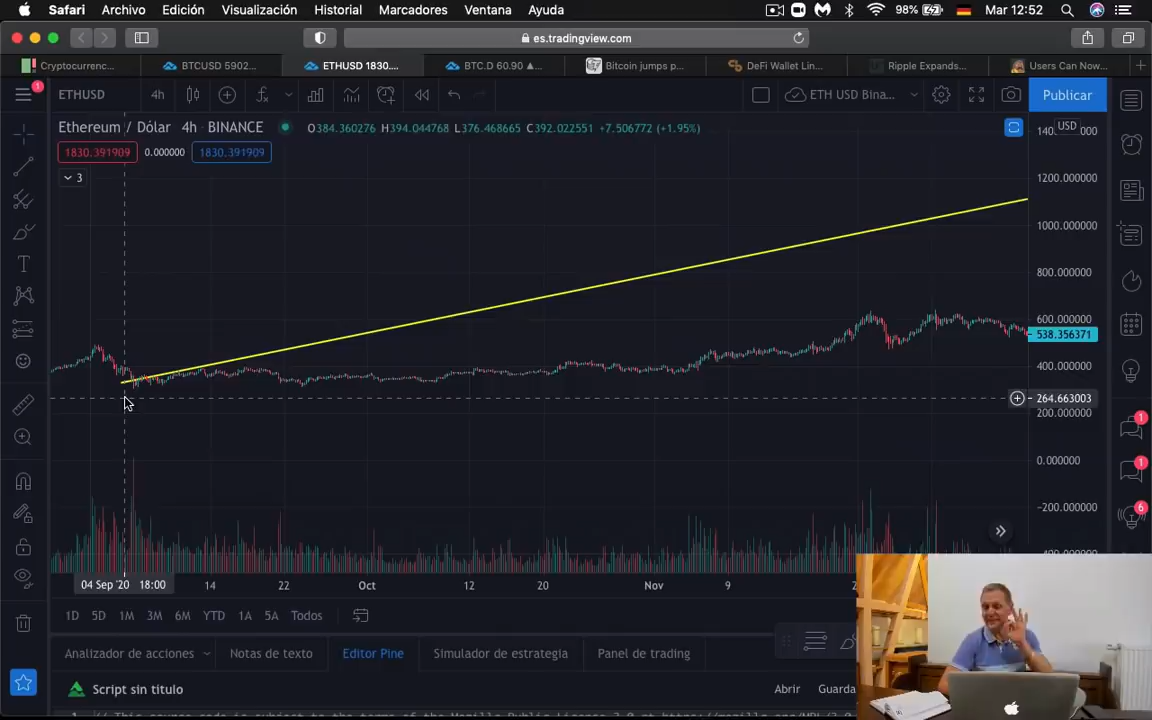 Safari Archivo Edición Visualización Historial Marcadores Ventana Ayuda 98% Mar 12:52
es.tradingview.com
Cryptocurrenc... BTCUSD 5902... ETHUSD 1830.... BTC.D 60.90 ▲... Bitcoin jumps p... DeFi Wallet Lin... Ripple Expands... Users Can Now...
1 ETHUSD 4h ETH USD Bina... Publicar
Ethereum / Dólar 4h · BINANCE O384.360276 H394.044768 L376.468665 C392.022551 +7.506772 (+1.95%) USD
1830.391909 0.000000 1830.391909
3
1200.000000
1000.000000
800.000000
600.000000
538.356371
400.000000
264.663003
200.000000
1
0.000000
1
-200.000000
6
04 Sep '20 18:00 14 22 Oct 12 20 Nov 9
1D 5D 1M 3M 6M YTD 1A 5A Todos
Analizador de acciones Notas de texto Editor Pine Simulador de estrategia Panel de trading
Script sin título Abrir Guarda